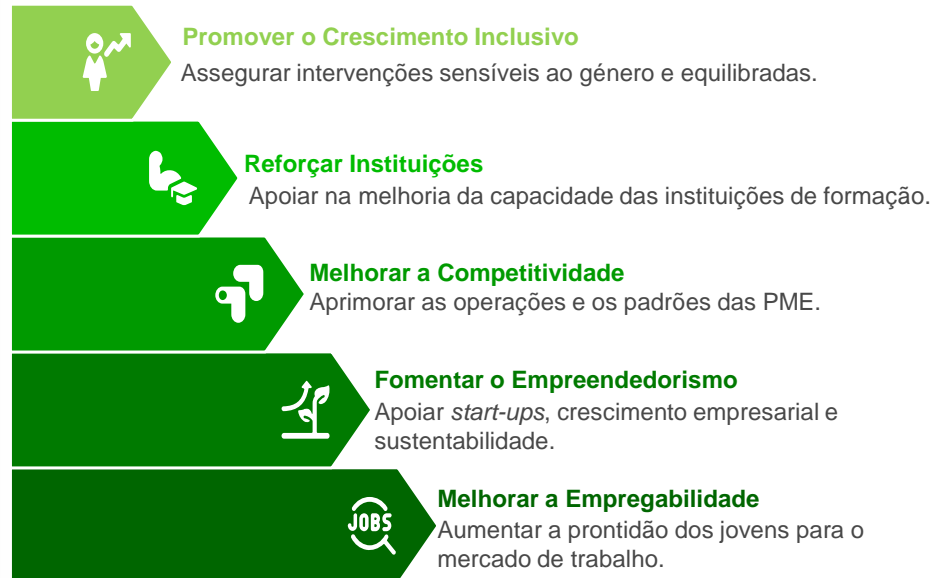 Promover o Crescimento Inclusivo
Assegurar intervenções sensíveis ao género e equilibradas.
Reforçar Instituições
Apoiar na melhoria da capacidade das instituições de formação.
Melhorar a Competitividade
Aprimorar as operações e os padrões das PME.
Fomentar o Empreendedorismo
Apoiar start-ups, crescimento empresarial e
sustentabilidade.
JOBS
Melhorar a Empregabilidade
Aumentar a prontidão dos jovens para o
mercado de trabalho.